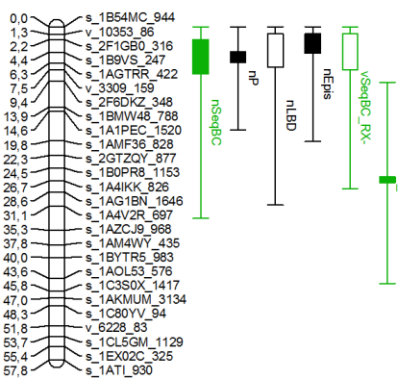 0,0 s_1B54MC_944
1,3 v_10353_86
2,2 s_2F1GB0_316
4,4 s_1B9VS_247
6,3 s_1AGTRR_422
7,5 v_3309_159
9,4 s_2F6DKZ_348
13,9 s_1BMW48_788
14,6 s_1A1PEC_1520
19,8 s_1AMF36_828
22,3 s_2GTZQY_877
24,5 s_1B0PR8_1153
26,7 s_1A4IKK_826
28,6 s_1AG1BN_1646
31,1 s_1A4V2R_697
35,3 s_1AZCJ9_968
37,8 s_1AM4WY_435
40,0 s_1BYTR5_983
43,6 s_1AOL53_576
45,8 s_1C3S0X_1417
47,0 s_1AKMUM_3134
48,3 s_1C80YV_94
51,8 v_6228_83
53,7 s_1CL5GM_1129
55,4 s_1EX02C_325
57,8 s_1ATI_930
nSeqBC
nP
nLBD
nEpis
vSeqBC_RX-